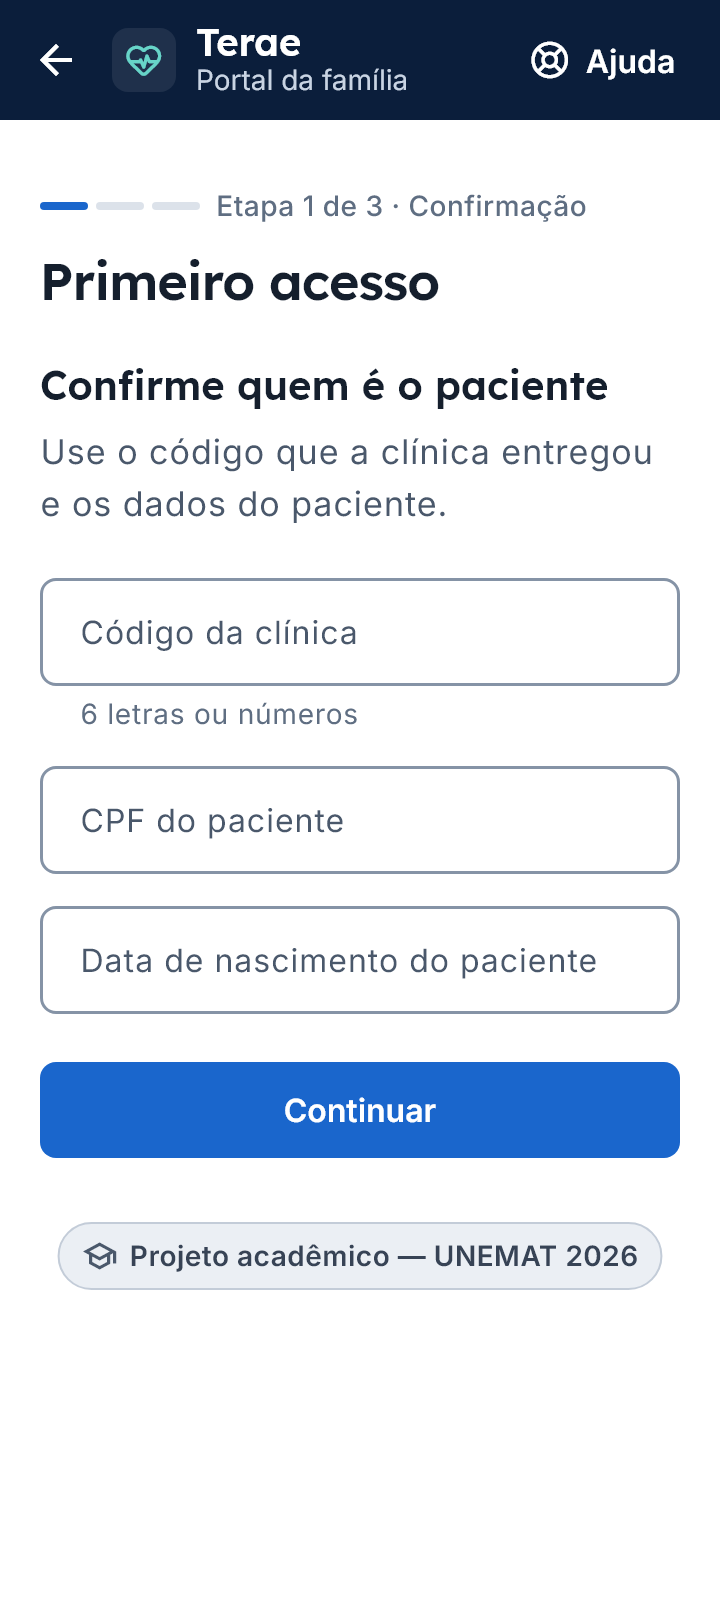 Terae
Portal da família
Ajuda
Etapa 1 de 3 · Confirmação
Primeiro acesso
Confirme quem é o paciente
Use o código que a clínica entregou
e os dados do paciente.
Código da clínica
6 letras ou números
CPF do paciente
Data de nascimento do paciente
Continuar
Projeto acadêmico — UNEMAT 2026